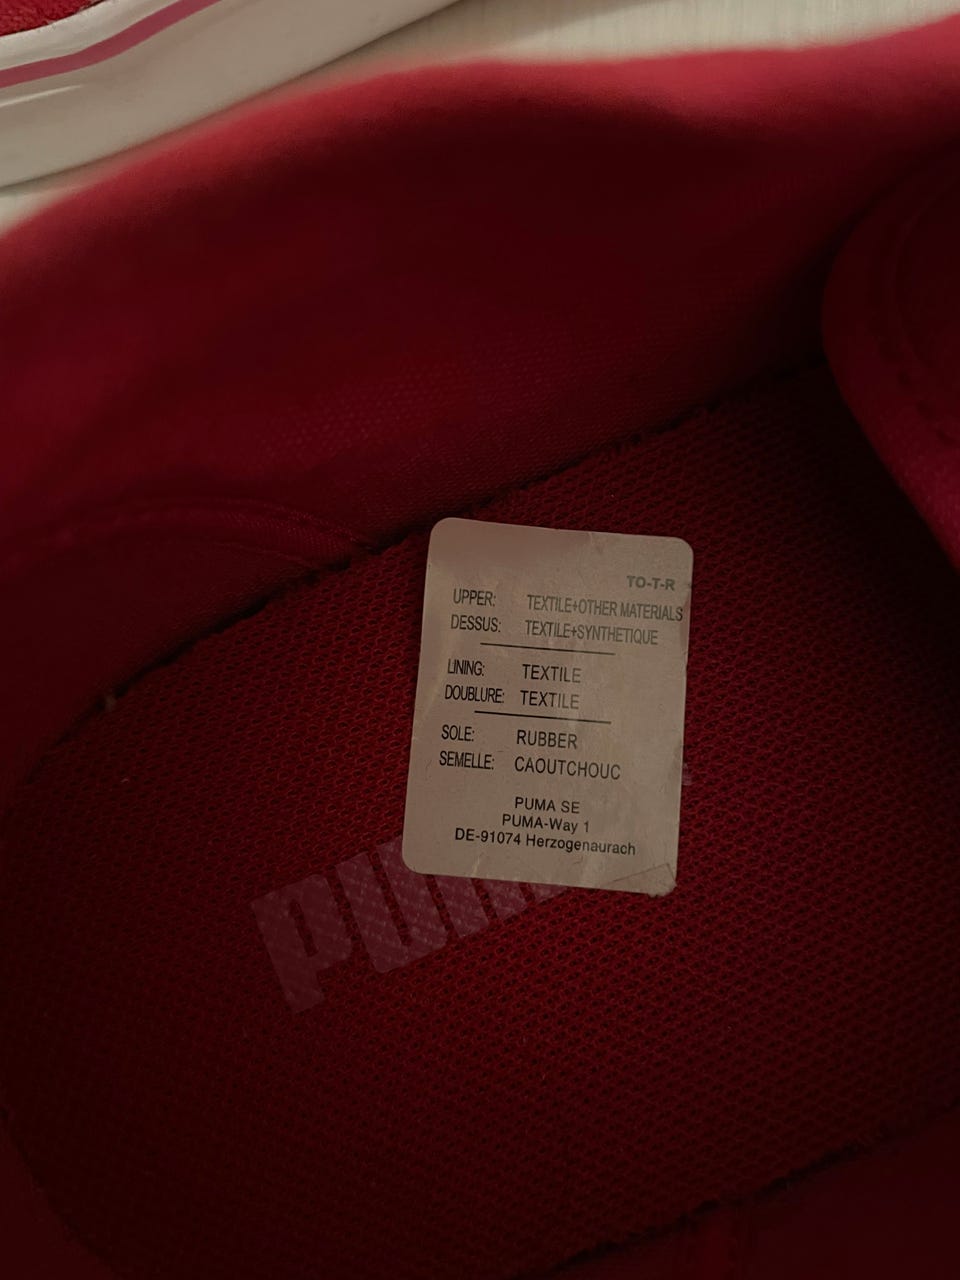 TO-T-R
UPPER: TEXTILE+OTHER MATERIALS
DESSUS: TEXTILE+SYNTHETIQUE
LINING: TEXTILE
DOUBLURE: TEXTILE
SOLE: RUBBER
SEMELLE: CAOUTCHOUC
PUMA SE
PUMA-Way 1
DE-91074 Herzogenaurach
PUM